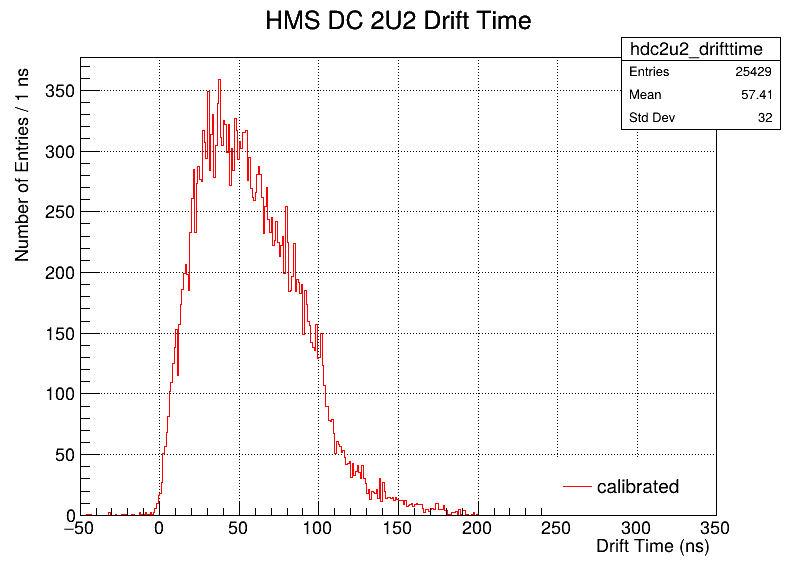 HMS DC 2U2 Drift Time
hdc2u2_drifttime
Entries 25429
Mean 57.41
Std Dev 32
Number of Entries / 1 ns
350
300
250
200
150
100
50
0
−50 0 50 100 150 200 250 300 350
Drift Time (ns)
calibrated